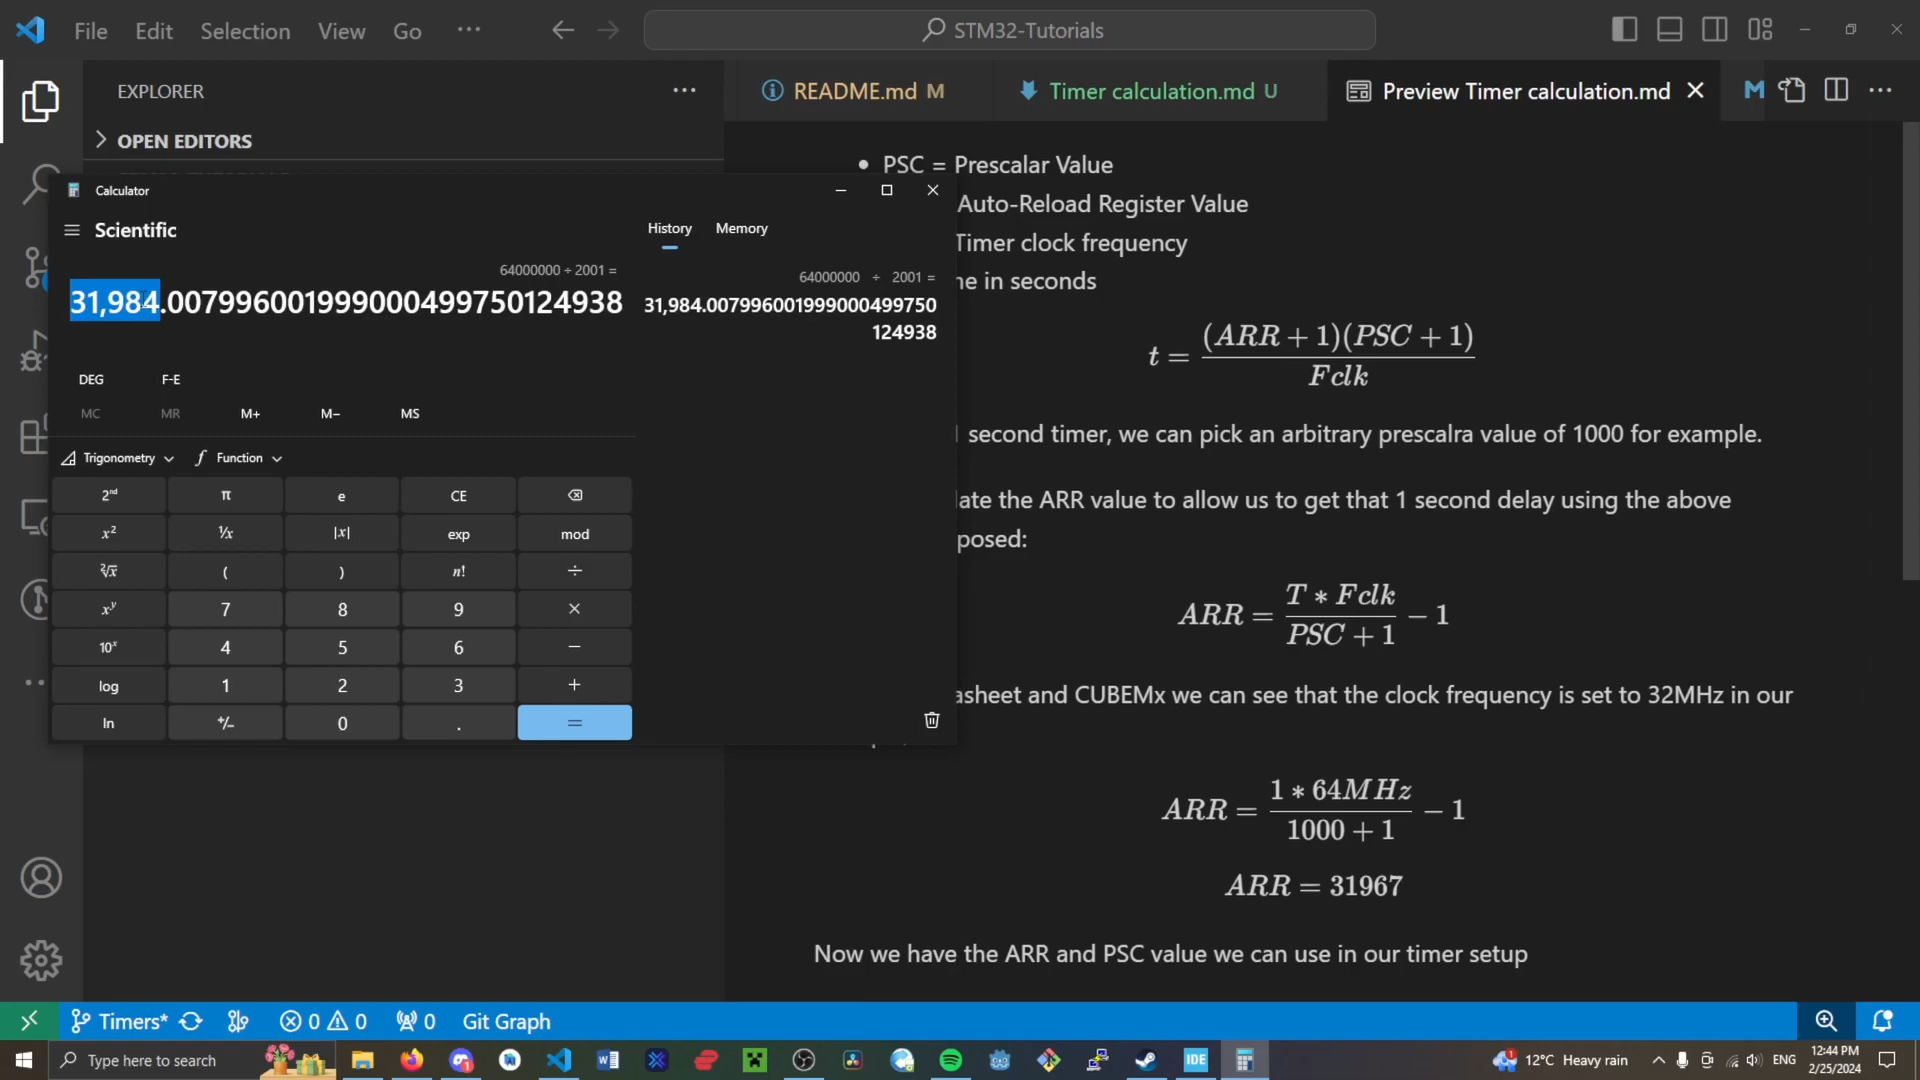 File Edit Selection View Go ···
STM32-Tutorials
EXPLORER
OPEN EDITORS
README.md M
Timer calculation.md U
Preview Timer calculation.md
M
Calculator
Scientific
History Memory
64000000 ÷ 2001 =
31,984.007996001999000499750124938
64000000 ÷ 2001 =
31,984.007996001999000499750
124938
DEG F-E
MC MR M+ M− MS
Trigonometry Function
2nd π e CE
x² ¹/x |x| exp mod
²√x ( ) n! ÷
xʸ 7 8 9 ×
10ˣ 4 5 6 −
log 1 2 3 +
ln +/− 0 . =
• PSC = Prescalar Value
Auto-Reload Register Value
Timer clock frequency
ne in seconds
t = (ARR + 1)(PSC + 1) / Fclk
1 second timer, we can pick an arbitrary prescalra value of 1000 for example.
late the ARR value to allow us to get that 1 second delay using the above
posed:
ARR = T * Fclk / PSC + 1 − 1
asheet and CUBEMx we can see that the clock frequency is set to 32MHz in our
ARR = 1 * 64MHz / 1000 + 1 − 1
ARR = 31967
Now we have the ARR and PSC value we can use in our timer setup
Timers* 0 0 0 Git Graph
Type here to search
IDE
12°C Heavy rain
ENG
12:44 PM
2/25/2024